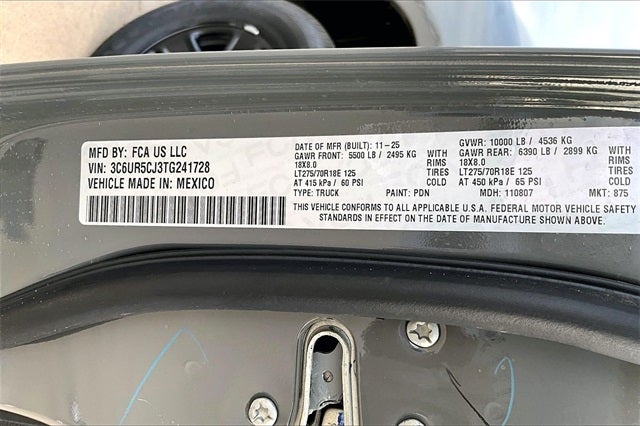 MFD BY: FCA US LLC
VIN: 3C6UR5CJ3TG241728
VEHICLE MADE IN: MEXICO
DATE OF MFR (BUILT): 11-25
GAWR FRONT: 5500 LB / 2495 KG WITH
18X8.0 RIMS
LT275/70R18E 125 TIRES
AT 415 kPa / 60 PSI COLD
TYPE: TRUCK PAINT: PDN
GVWR: 10000 LB / 4536 KG
GAWR REAR: 6390 LB / 2899 KG WITH
18X8.0 RIMS
LT275/70R18E 125 TIRES
AT 450 kPa / 65 PSI COLD
MDH: 110807 MKT: 875
THIS VEHICLE CONFORMS TO ALL APPLICABLE U.S.A. FEDERAL MOTOR VEHICLE SAFETY
STANDARDS IN EFFECT ON THE DATE OF MANUFACTURE SHOWN ABOVE.